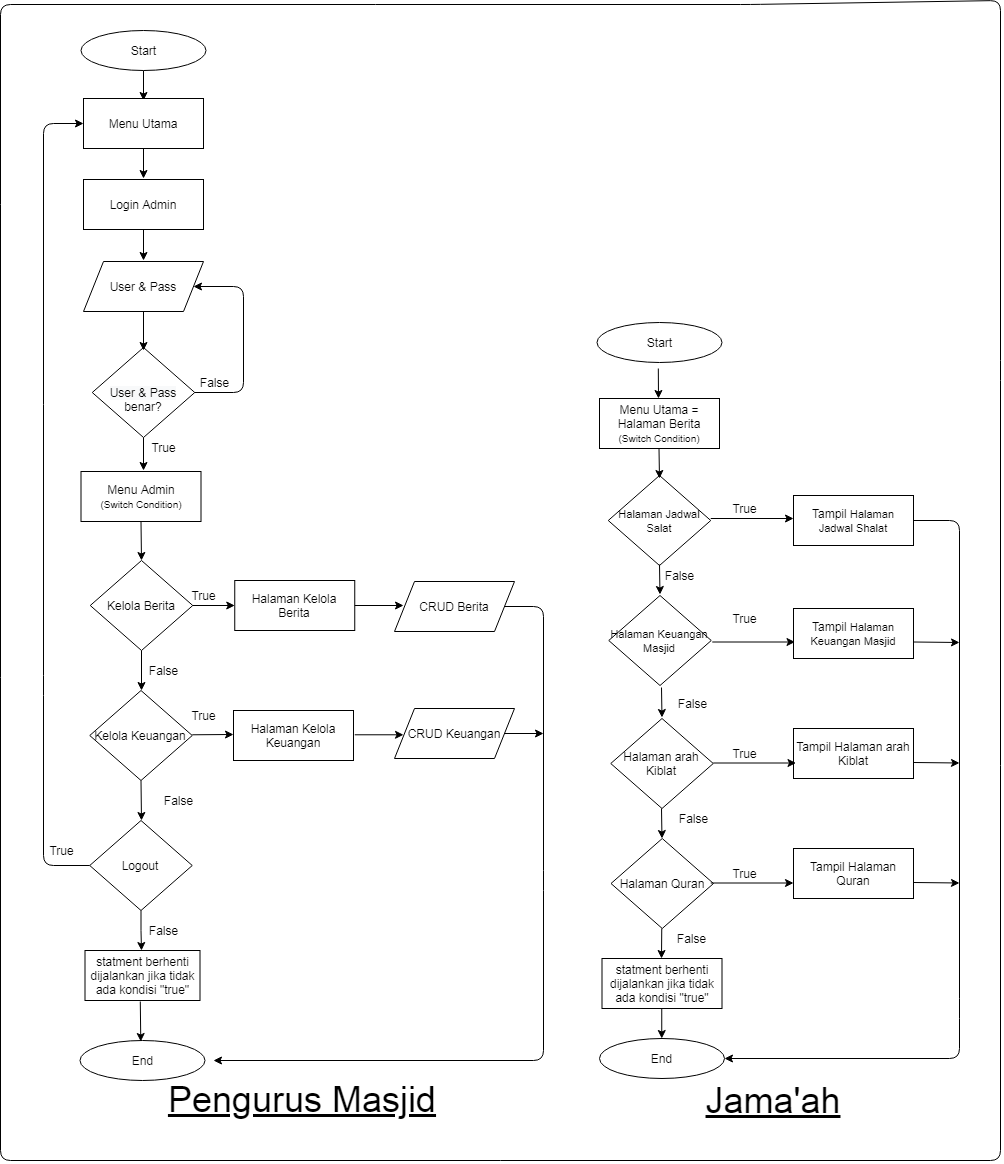 Start
Menu Utama
Login Admin
User & Pass
User & Pass
benar?
False
True
Menu Admin
(Switch Condition)
Kelola Berita
True
Halaman Kelola
Berita
CRUD Berita
False
Kelola Keuangan
True
Halaman Kelola
Keuangan
CRUD Keuangan
False
Logout
True
False
statment berhenti
dijalankan jika tidak
ada kondisi "true"
End
Pengurus Masjid
Start
Menu Utama =
Halaman Berita
(Switch Condition)
Halaman Jadwal
Salat
True
Tampil Halaman
Jadwal Shalat
False
Halaman Keuangan
Masjid
True
Tampil Halaman
Keuangan Masjid
False
Halaman arah
Kiblat
True
Tampil Halaman arah
Kiblat
False
Halaman Quran
True
Tampil Halaman
Quran
False
statment berhenti
dijalankan jika tidak
ada kondisi "true"
End
Jama'ah